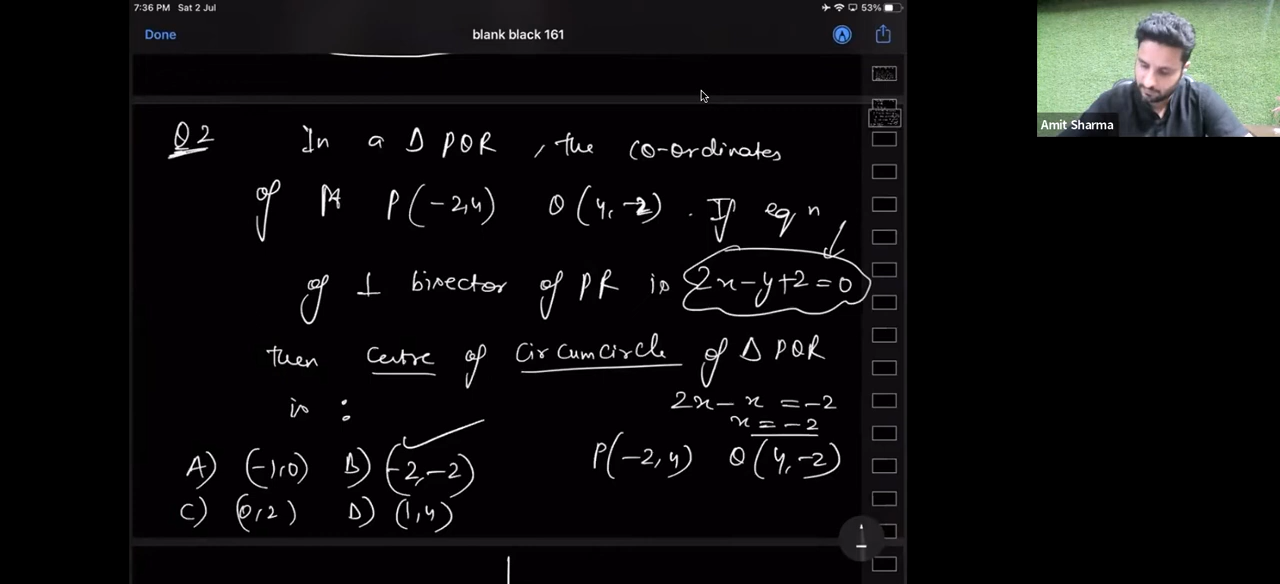 7:36 PM Sat 2 Jul
53%
Done
blank black 161
Amit Sharma
Q2 In a Δ PQR, the co-ordinates
of P(-2,4) Q(4,-2). If eqn
of ⊥ bisector of PR is 2x-y+2=0
then centre of circumcircle of Δ PQR
is :
2x-x=-2
x=-2
P(-2,4) Q(4,-2)
A) (-1,0) B) (-2,-2)
C) (0,2) D) (1,4)